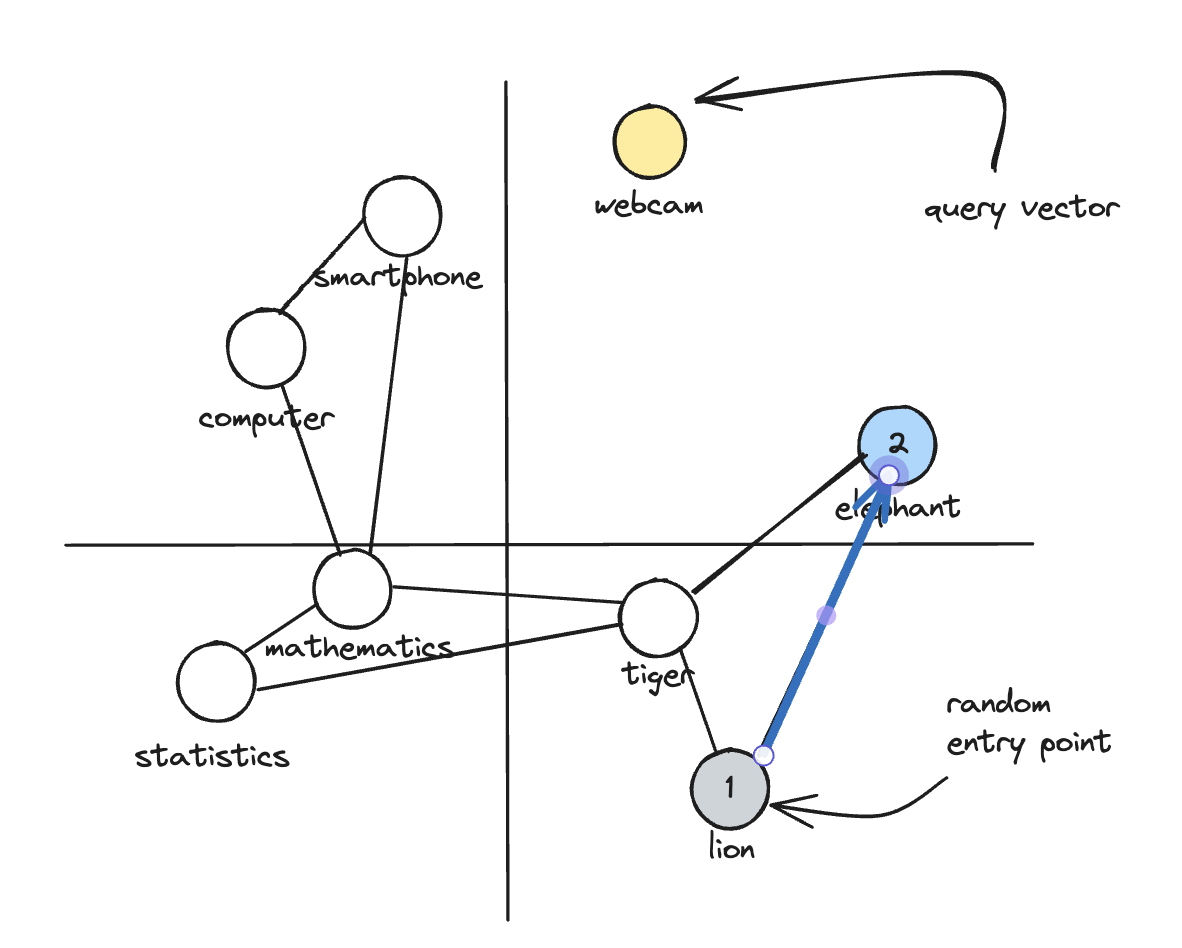 webcam
query vector
smartphone
computer
2
elephant
mathematics
tiger
statistics
random
entry point
1
lion